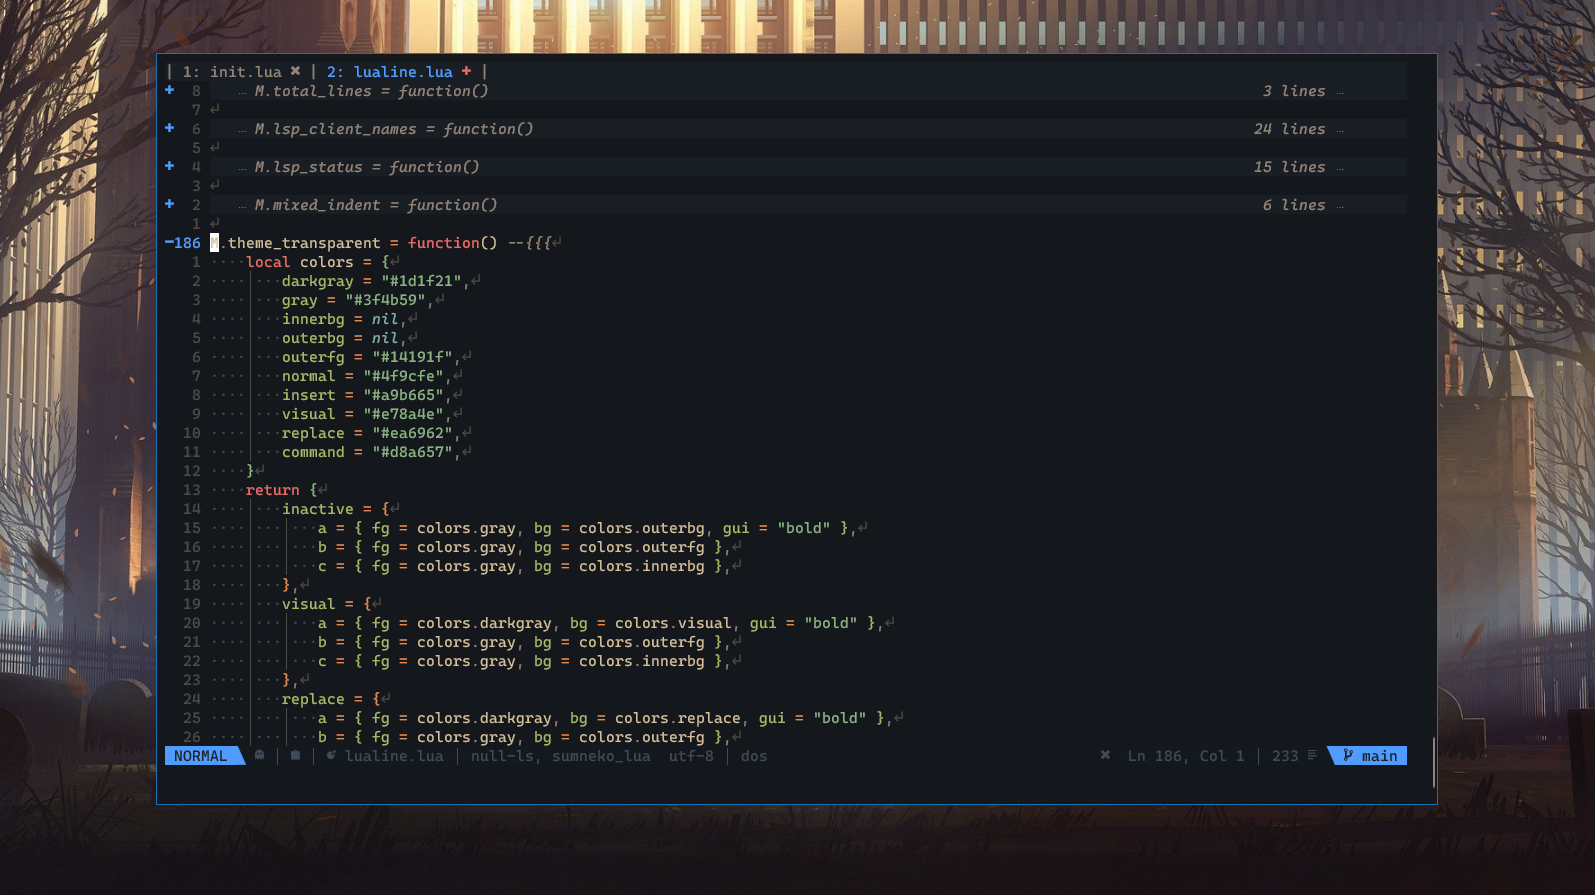 | 1: init.lua ✖ | 2: lualine.lua + |
+ 8 … M.total_lines = function() 3 lines …
7 ↵
+ 6 … M.lsp_client_names = function() 24 lines …
5 ↵
+ 4 … M.lsp_status = function() 15 lines …
3 ↵
+ 2 … M.mixed_indent = function() 6 lines …
1 ↵
−186 M.theme_transparent = function() --{{{↵
1 ····local colors = {↵
2 ····│···darkgray = "#1d1f21",↵
3 ····│···gray = "#3f4b59",↵
4 ····│···innerbg = nil,↵
5 ····│···outerbg = nil,↵
6 ····│···outerfg = "#14191f",↵
7 ····│···normal = "#4f9cfe",↵
8 ····│···insert = "#a9b665",↵
9 ····│···visual = "#e78a4e",↵
10 ····│···replace = "#ea6962",↵
11 ····│···command = "#d8a657",↵
12 ····}↵
13 ····return {↵
14 ····│···inactive = {↵
15 ····│···│···a = { fg = colors.gray, bg = colors.outerbg, gui = "bold" },↵
16 ····│···│···b = { fg = colors.gray, bg = colors.outerfg },↵
17 ····│···│···c = { fg = colors.gray, bg = colors.innerbg },↵
18 ····│···},↵
19 ····│···visual = {↵
20 ····│···│···a = { fg = colors.darkgray, bg = colors.visual, gui = "bold" },↵
21 ····│···│···b = { fg = colors.gray, bg = colors.outerfg },↵
22 ····│···│···c = { fg = colors.gray, bg = colors.innerbg },↵
23 ····│···},↵
24 ····│···replace = {↵
25 ····│···│···a = { fg = colors.darkgray, bg = colors.replace, gui = "bold" },↵
26 ····│···│···b = { fg = colors.gray, bg = colors.outerfg },↵
NORMAL | | lualine.lua | null-ls, sumneko_lua utf-8 | dos ✖ Ln 186, Col 1 | 233 main